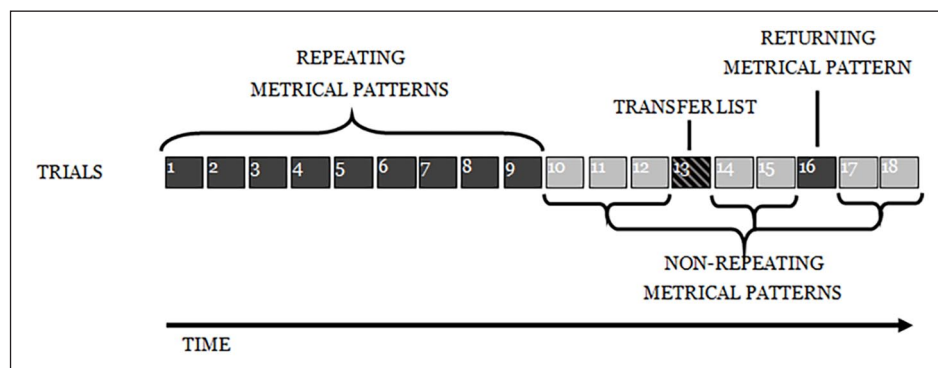 REPEATING
METRICAL PATTERNS
RETURNING
METRICAL PATTERN
TRANSFER LIST
TRIALS
1 2 3 4 5 6 7 8 9 10 11 12 13 14 15 16 17 18
NON-REPEATING
METRICAL PATTERNS
TIME